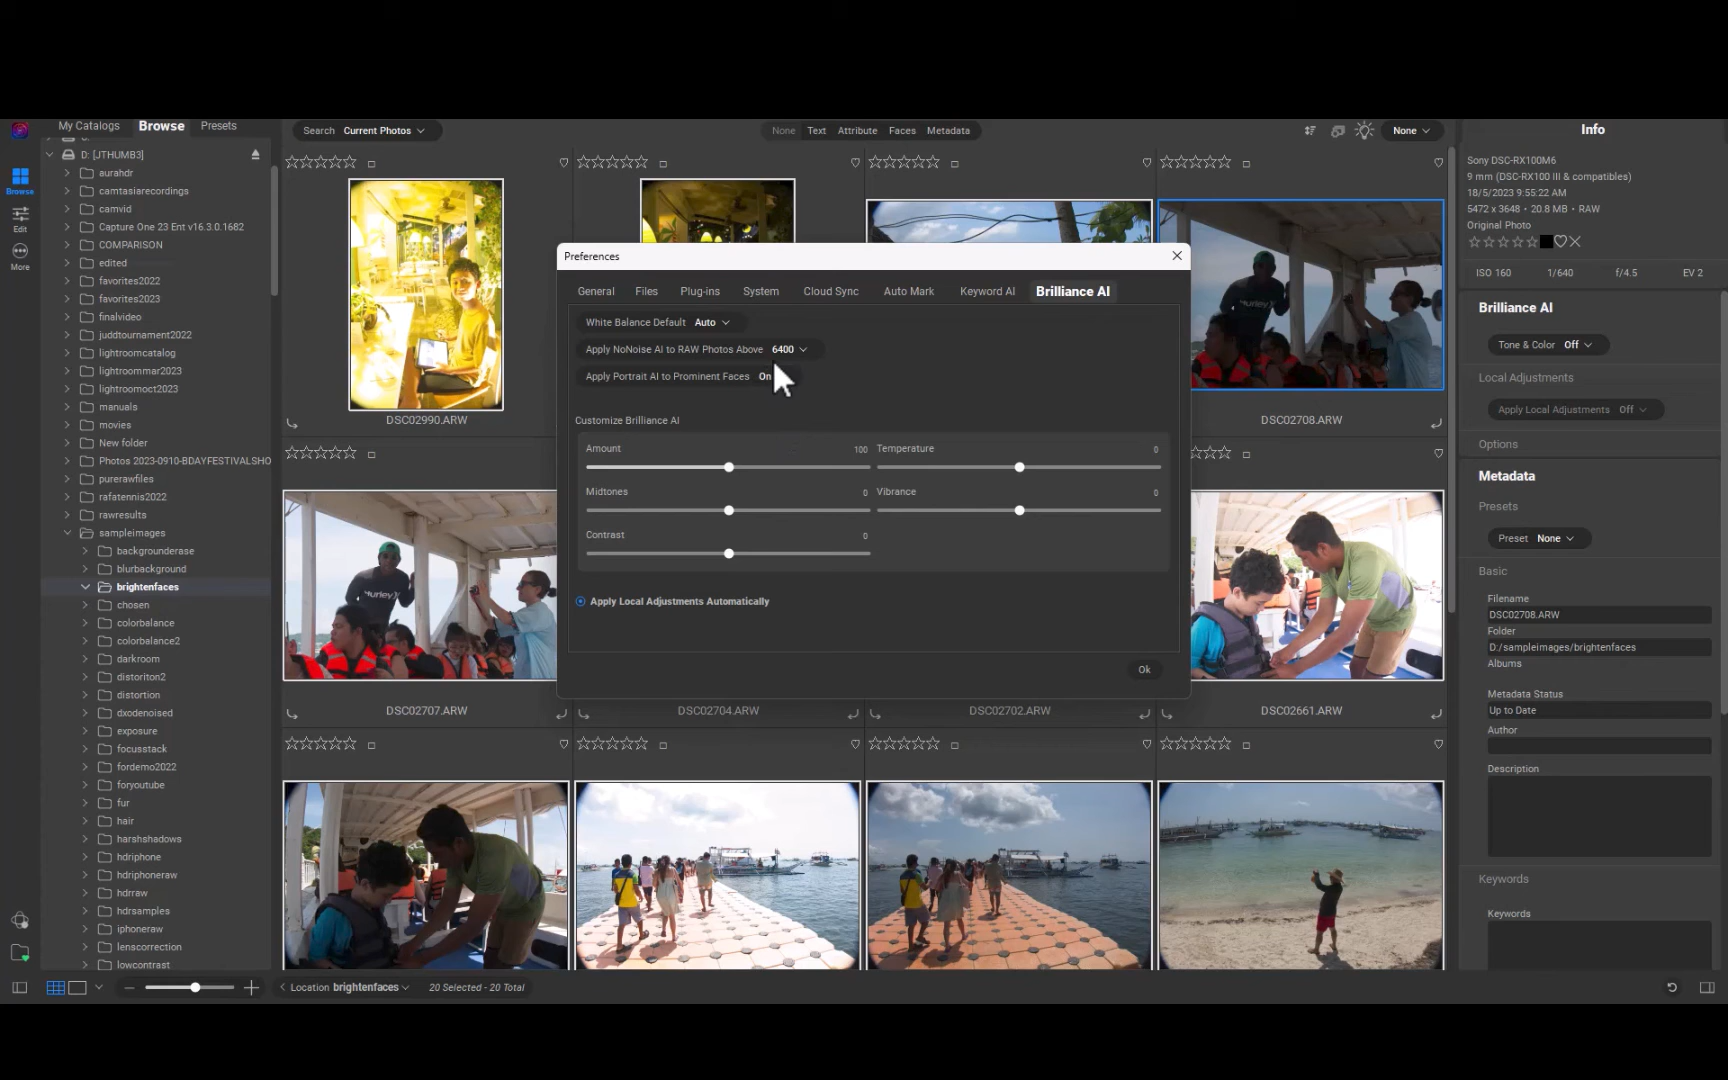 My Catalogs Browse Presets
Search Current Photos
None Text Attribute Faces Metadata
None
Info
D: [JTHUMB3]
aurahdr
camtasiarecordings
camvid
Capture One 23 Ent v16.3.0.1682
COMPARISON
edited
favorites2022
favorites2023
finalvideo
juddtournament2022
lightroomcatalog
lightroommar2023
lightroomoct2023
manuals
movies
New folder
Photos 2023-0910-BDAYFESTIVALSHO
purerawfiles
rafatennis2022
rawresults
sampleimages
backgrounderase
blurbackground
brightenfaces
chosen
colorbalance
colorbalance2
darkroom
distoriton2
distortion
dxodenoised
exposure
focusstack
fordemo2022
foryoutube
fur
hair
harshshadows
hdriphone
hdriphoneraw
hdrraw
hdrsamples
iphoneraw
lenscorrection
lowcontrast
Browse
Edit
More
DSC02990.ARW
DSC02708.ARW
DSC02707.ARW
DSC02704.ARW
DSC02702.ARW
DSC02661.ARW
Hurley
Hurley
Preferences
General Files Plug-ins System Cloud Sync Auto Mark Keyword AI Brilliance AI
White Balance Default Auto
Apply NoNoise AI to RAW Photos Above 6400
Apply Portrait AI to Prominent Faces On
Customize Brilliance AI
Amount 100 Temperature 0
Midtones 0 Vibrance 0
Contrast 0
Apply Local Adjustments Automatically
Ok
Sony DSC-RX100M6
9 mm (DSC-RX100 III & compatibles)
18/5/2023 9:55:22 AM
5472 x 3648 • 20.8 MB • RAW
Original Photo
ISO 160 1/640 f/4.5 EV 2
Brilliance AI
Tone & Color Off
Local Adjustments
Apply Local Adjustments Off
Options
Metadata
Presets
Preset None
Basic
Filename
DSC02708.ARW
Folder
D:/sampleimages/brightenfaces
Albums
Metadata Status
Up to Date
Author
Description
Keywords
Keywords
Location brightenfaces 20 Selected - 20 Total